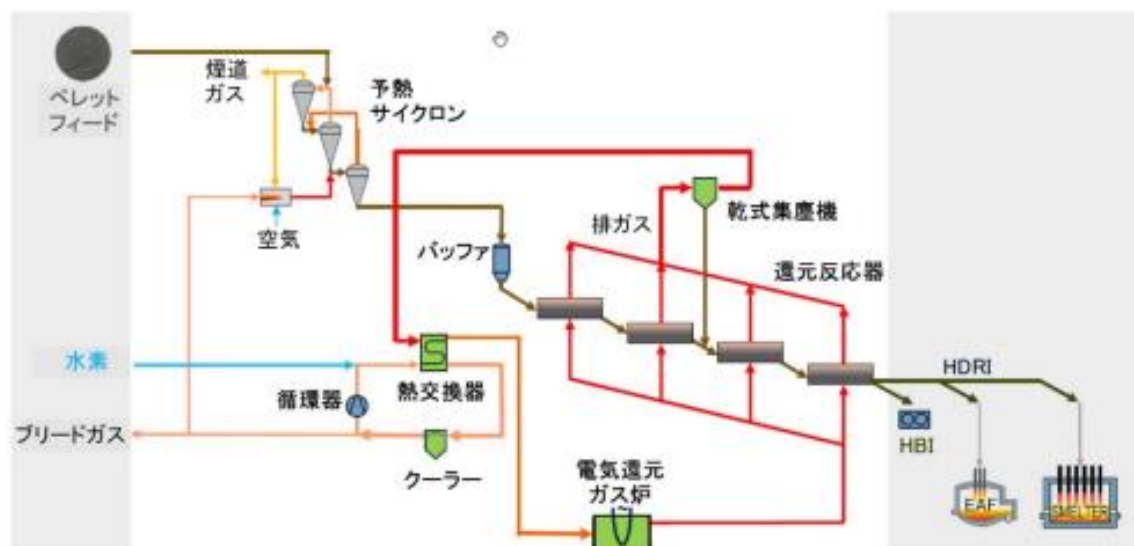 煙道
ガス
予熱
サイクロン
ペレット
フィード
空気
バッファ
排ガス
乾式集塵機
還元反応器
水素
循環器
熱交換器
HDRI
ブリードガス
クーラー
HBI
電気還元
ガス炉
EAF
SMELTER